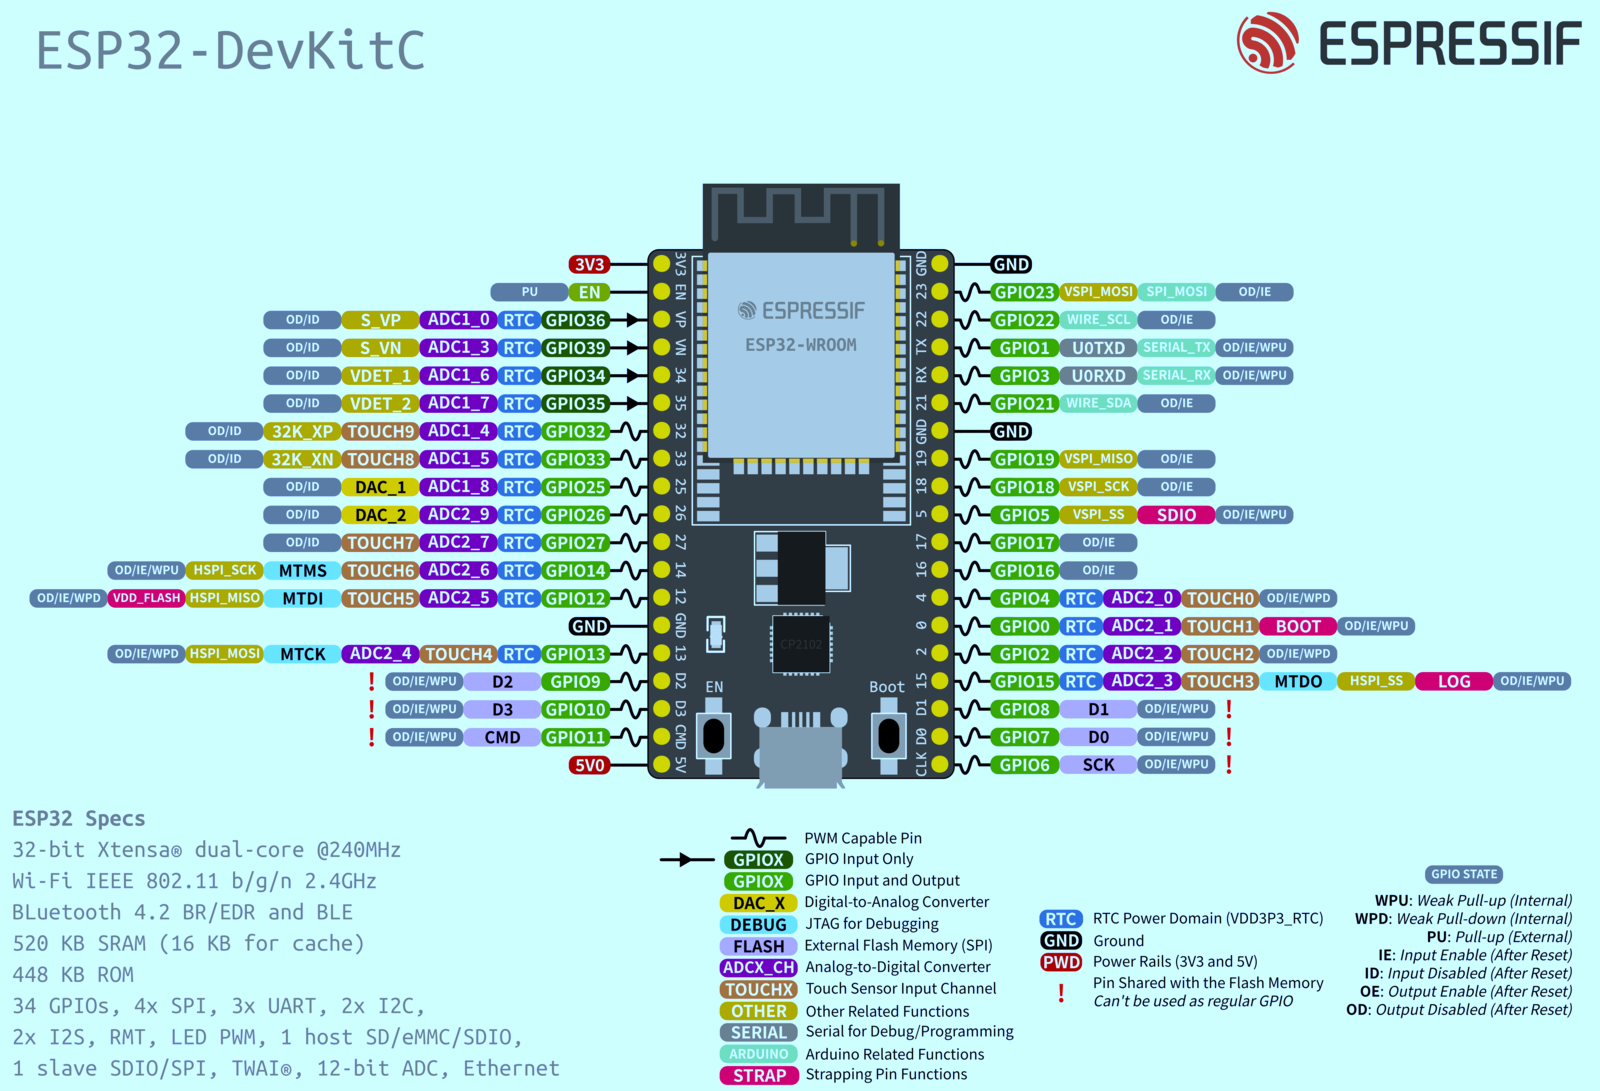 ESP32-DevKitC
ESPRESSIF
3V3
PU EN
OD/ID S_VP ADC1_0 RTC GPIO36
OD/ID S_VN ADC1_3 RTC GPIO39
OD/ID VDET_1 ADC1_6 RTC GPIO34
OD/ID VDET_2 ADC1_7 RTC GPIO35
OD/ID 32K_XP TOUCH9 ADC1_4 RTC GPIO32
OD/ID 32K_XN TOUCH8 ADC1_5 RTC GPIO33
OD/ID DAC_1 ADC1_8 RTC GPIO25
OD/ID DAC_2 ADC2_9 RTC GPIO26
OD/ID TOUCH7 ADC2_7 RTC GPIO27
OD/IE/WPU HSPI_SCK MTMS TOUCH6 ADC2_6 RTC GPIO14
OD/IE/WPD VDD_FLASH HSPI_MISO MTDI TOUCH5 ADC2_5 RTC GPIO12
GND
OD/IE/WPD HSPI_MOSI MTCK ADC2_4 TOUCH4 RTC GPIO13
! OD/IE/WPU D2 GPIO9
! OD/IE/WPU D3 GPIO10
! OD/IE/WPU CMD GPIO11
5V0
3V3
EN
VP
VN
34
35
32
33
25
26
27
14
12
GND
13
D2
D3
CMD
5V
ESPRESSIF
ESP32-WROOM
CP2102
EN
Boot
GND
23
22
TX
RX
21
GND
19
18
5
17
16
4
0
2
15
D1
D0
CLK
GND
GPIO23 VSPI_MOSI SPI_MOSI OD/IE
GPIO22 WIRE_SCL OD/IE
GPIO1 U0TXD SERIAL_TX OD/IE/WPU
GPIO3 U0RXD SERIAL_RX OD/IE/WPU
GPIO21 WIRE_SDA OD/IE
GND
GPIO19 VSPI_MISO OD/IE
GPIO18 VSPI_SCK OD/IE
GPIO5 VSPI_SS SDIO OD/IE/WPU
GPIO17 OD/IE
GPIO16 OD/IE
GPIO4 RTC ADC2_0 TOUCH0 OD/IE/WPD
GPIO0 RTC ADC2_1 TOUCH1 BOOT OD/IE/WPU
GPIO2 RTC ADC2_2 TOUCH2 OD/IE/WPD
GPIO15 RTC ADC2_3 TOUCH3 MTDO HSPI_SS LOG OD/IE/WPU
GPIO8 D1 OD/IE/WPU !
GPIO7 D0 OD/IE/WPU !
GPIO6 SCK OD/IE/WPU !
ESP32 Specs
32-bit Xtensa® dual-core @240MHz
Wi-Fi IEEE 802.11 b/g/n 2.4GHz
BLuetooth 4.2 BR/EDR and BLE
520 KB SRAM (16 KB for cache)
448 KB ROM
34 GPIOs, 4x SPI, 3x UART, 2x I2C,
2x I2S, RMT, LED PWM, 1 host SD/eMMC/SDIO,
1 slave SDIO/SPI, TWAI®, 12-bit ADC, Ethernet
PWM Capable Pin
GPIOX GPIO Input Only
GPIOX GPIO Input and Output
DAC_X Digital-to-Analog Converter
DEBUG JTAG for Debugging
FLASH External Flash Memory (SPI)
ADCX_CH Analog-to-Digital Converter
TOUCHX Touch Sensor Input Channel
OTHER Other Related Functions
SERIAL Serial for Debug/Programming
ARDUINO Arduino Related Functions
STRAP Strapping Pin Functions
RTC RTC Power Domain (VDD3P3_RTC)
GND Ground
PWD Power Rails (3V3 and 5V)
! Pin Shared with the Flash Memory
Can't be used as regular GPIO
GPIO STATE
WPU: Weak Pull-up (Internal)
WPD: Weak Pull-down (Internal)
PU: Pull-up (External)
IE: Input Enable (After Reset)
ID: Input Disabled (After Reset)
OE: Output Enable (After Reset)
OD: Output Disabled (After Reset)